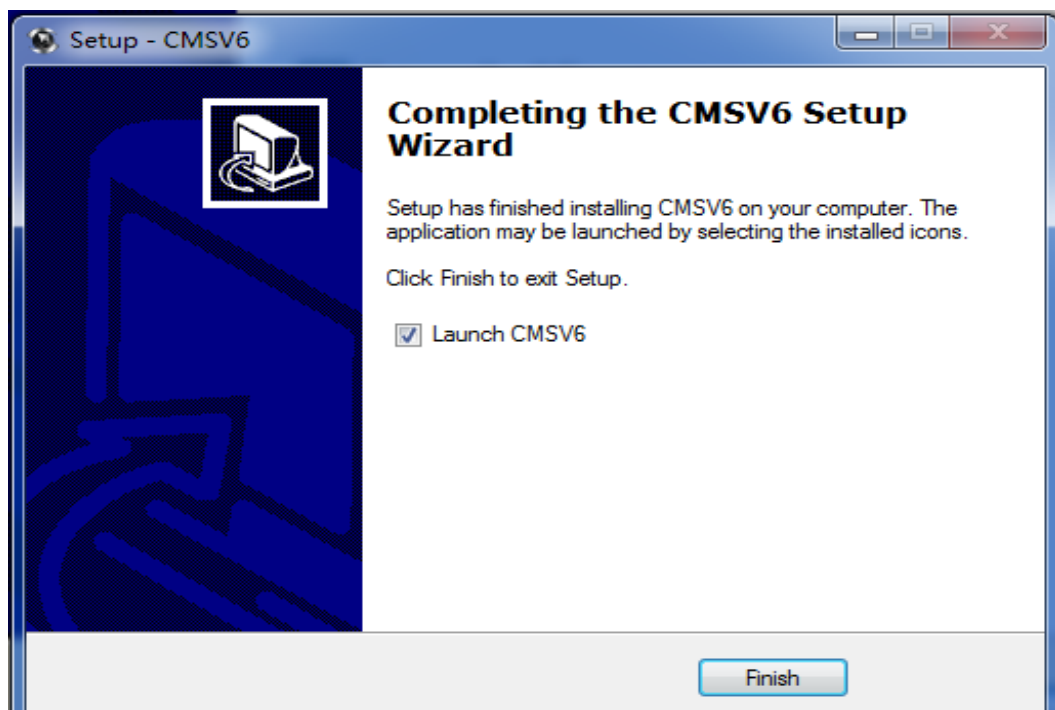 Setup - CMSV6
Completing the CMSV6 Setup
Wizard
Setup has finished installing CMSV6 on your computer. The
application may be launched by selecting the installed icons.
Click Finish to exit Setup.
Launch CMSV6
Finish